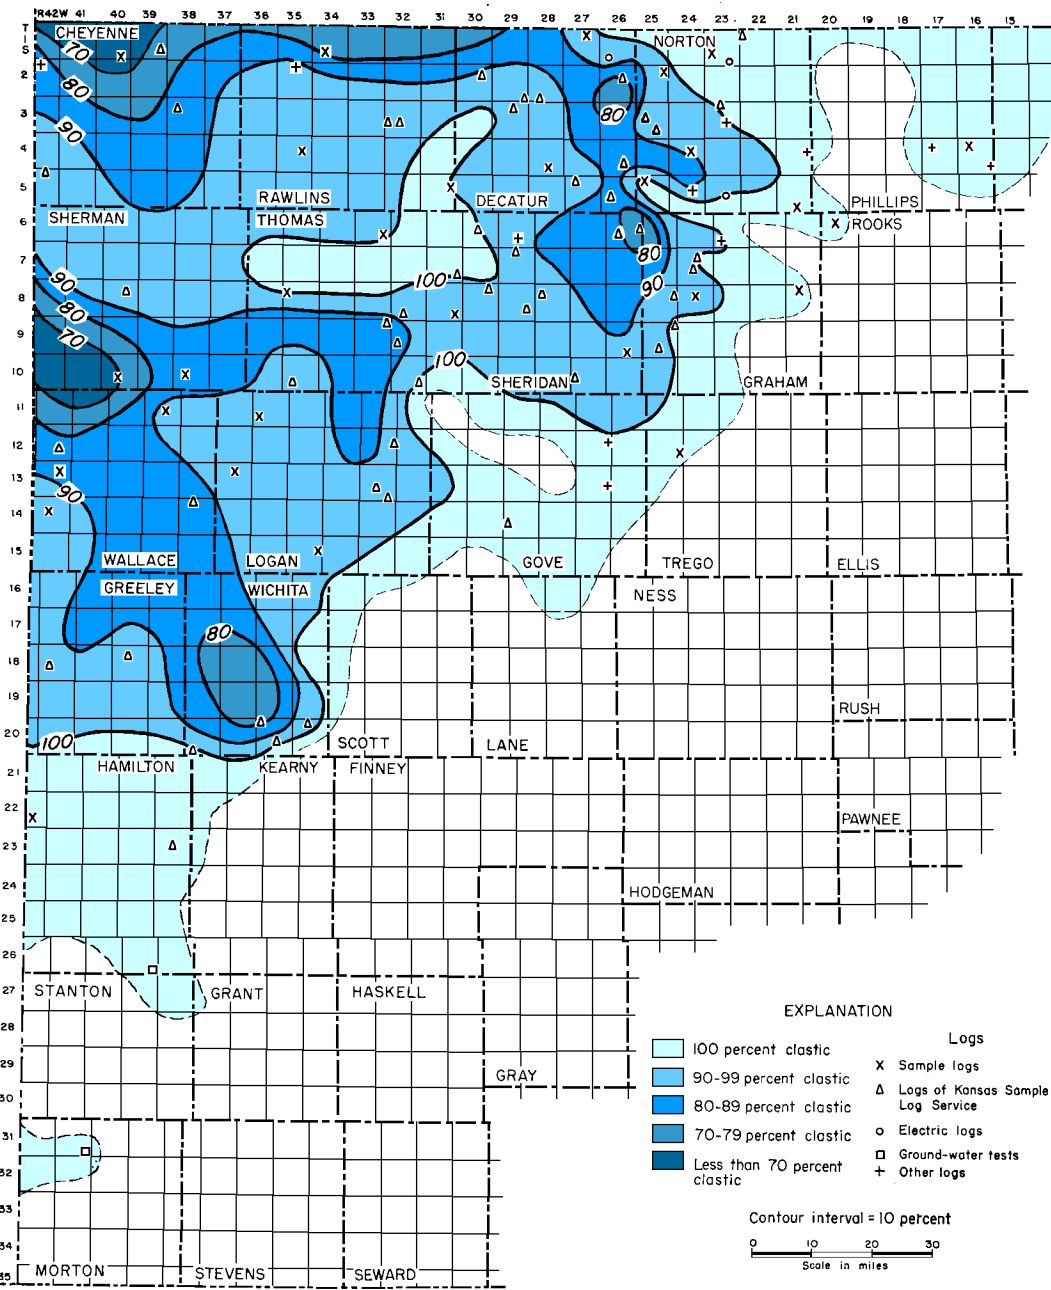 T R42W 41 40 39 38 37 36 35 34 33 32 31 30 29 28 27 26 25 24 23 22 21 20 19 18 17 16 15
S CHEYENNE NORTON
70
2
80
3 80
90
4
5 RAWLINS DECATUR PHILLIPS
6 SHERMAN THOMAS ROOKS
7 80
90 100 90
8 80
9 70
100
10 SHERIDAN GRAHAM
11
12
13
90
14
15 WALLACE LOGAN GOVE TREGO ELLIS
16 GREELEY WICHITA NESS
17 80
18
19 RUSH
20 100 SCOTT LANE
21 HAMILTON KEARNY FINNEY
22 PAWNEE
23
24 HODGEMAN
25
26
27 STANTON GRANT HASKELL
28
29 GRAY
30
31
32
33
34
35 MORTON STEVENS SEWARD
EXPLANATION
100 percent clastic
90-99 percent clastic
80-89 percent clastic
70-79 percent clastic
Less than 70 percent
clastic
Logs
x Sample logs
Δ Logs of Kansas Sample
Log Service
o Electric logs
□ Ground-water tests
+ Other logs
Contour interval = 10 percent
0 10 20 30
Scale in miles